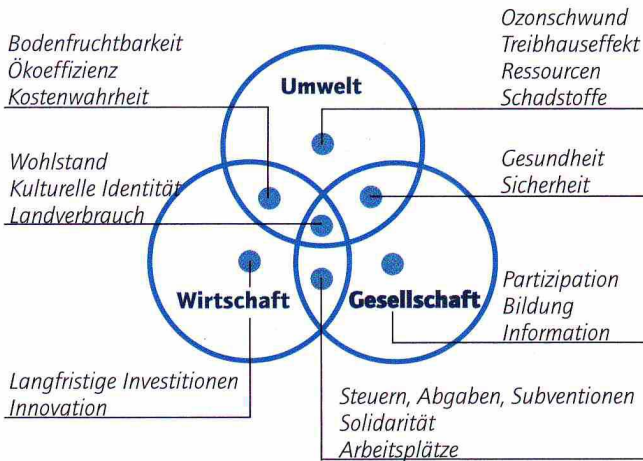 Bodenfruchtbarkeit
Ökoeffizienz
Kostenwahrheit
Ozonschwund
Treibhauseffekt
Ressourcen
Schadstoffe
Umwelt
Wohlstand
Kulturelle Identität
Landverbrauch
Gesundheit
Sicherheit
Wirtschaft
Gesellschaft
Partizipation
Bildung
Information
Langfristige Investitionen
Innovation
Steuern, Abgaben, Subventionen
Solidarität
Arbeitsplätze